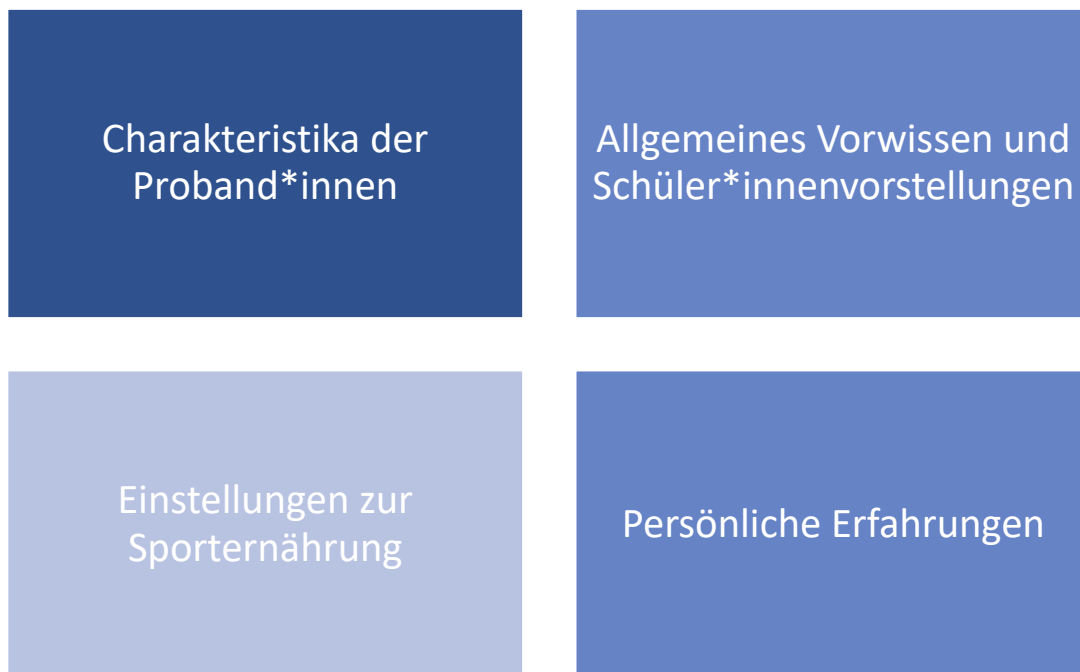 Charakteristika der
Proband*innen
Allgemeines Vorwissen und
Schüler*innenvorstellungen
Einstellungen zur
Sporternährung
Persönliche Erfahrungen